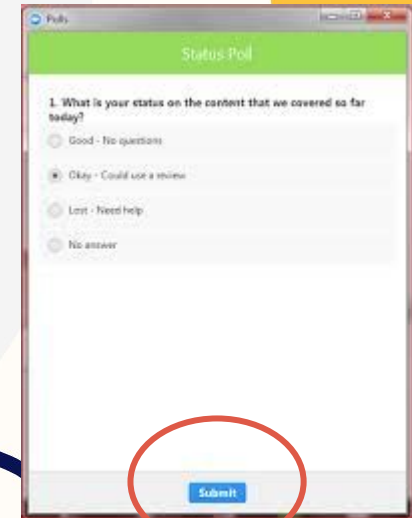 Polls
Status Poll
1. What is your status on the content that we covered so far
today?
Good - No questions
Okay - Could use a review
Lost - Need help
No answer
Submit